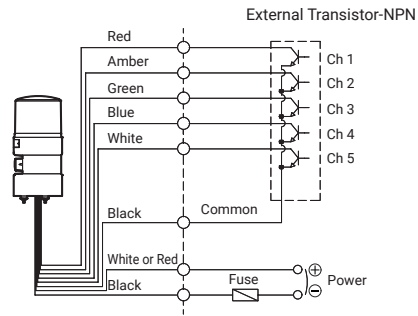 External Transistor-NPN
Red
Ch 1
Amber
Ch 2
Green
Ch 3
Blue
Ch 4
White
Ch 5
Black
Common
White or Red
Fuse
⊕
Power
Black
⊖